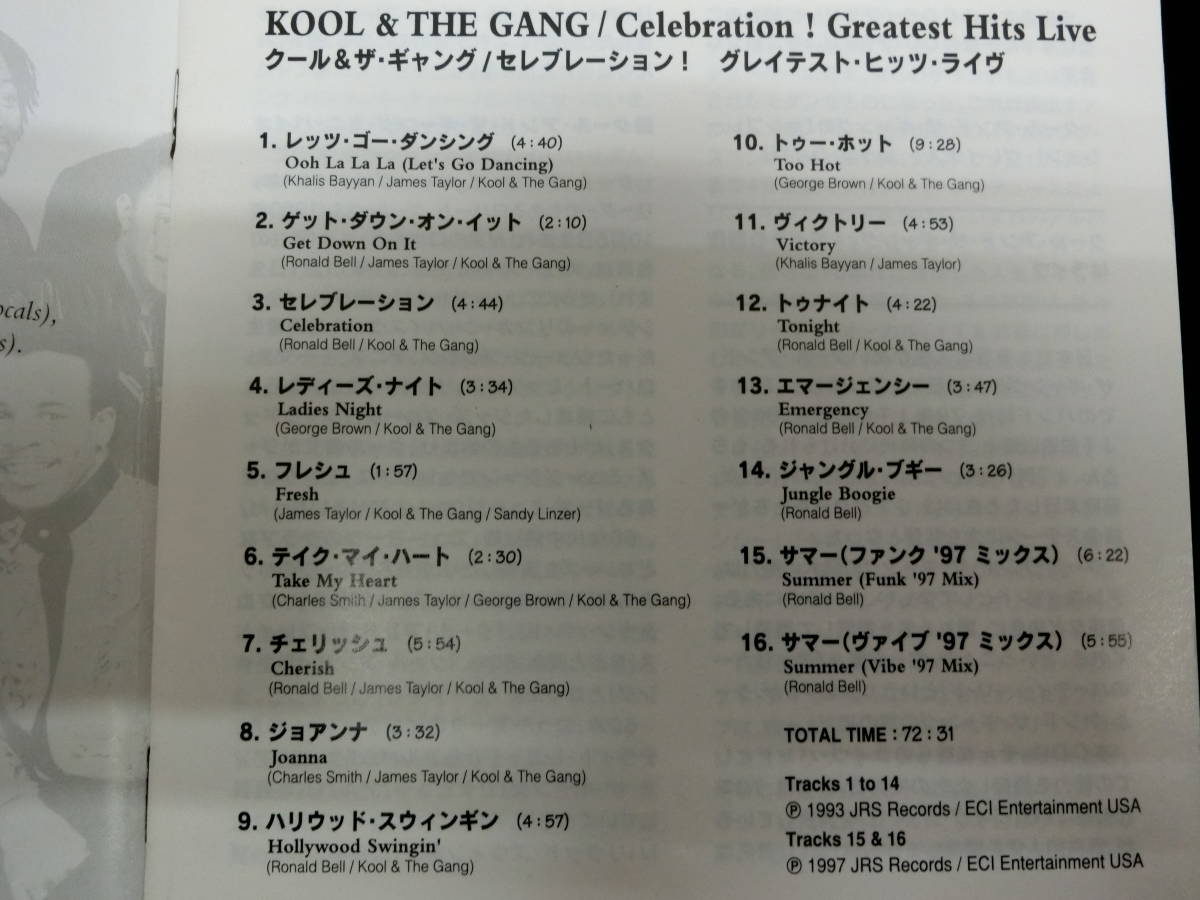 KOOL & THE GANG / Celebration ! Greatest Hits Live
クール&ザ・ギャング/セレブレーション! グレイテスト・ヒッツ・ライヴ
1. レッツ・ゴー・ダンシング (4:40)
Ooh La La La (Let's Go Dancing)
(Khalis Bayyan / James Taylor / Kool & The Gang)
2. ゲット・ダウン・オン・イット (2:10)
Get Down On It
(Ronald Bell / James Taylor / Kool & The Gang)
3. セレブレーション (4:44)
Celebration
(Ronald Bell / Kool & The Gang)
4. レディーズ・ナイト (3:34)
Ladies Night
(George Brown / Kool & The Gang)
5. フレシュ (1:57)
Fresh
(James Taylor / Kool & The Gang / Sandy Linzer)
6. テイク・マイ・ハート (2:30)
Take My Heart
(Charles Smith / James Taylor / George Brown / Kool & The Gang)
7. チェリッシュ (5:54)
Cherish
(Ronald Bell / James Taylor / Kool & The Gang)
8. ジョアンナ (3:32)
Joanna
(Charles Smith / James Taylor / Kool & The Gang)
9. ハリウッド・スウィンギン (4:57)
Hollywood Swingin'
(Ronald Bell / Kool & The Gang)
10. トゥー・ホット (9:28)
Too Hot
(George Brown / Kool & The Gang)
11. ヴィクトリー (4:53)
Victory
(Khalis Bayyan / James Taylor)
12. トゥナイト (4:22)
Tonight
(Ronald Bell / Kool & The Gang)
13. エマージェンシー (3:47)
Emergency
(Ronald Bell / Kool & The Gang)
14. ジャングル・ブギー (3:26)
Jungle Boogie
(Ronald Bell)
15. サマー(ファンク '97 ミックス) (6:22)
Summer (Funk '97 Mix)
(Ronald Bell)
16. サマー(ヴァイブ '97 ミックス) (5:55)
Summer (Vibe '97 Mix)
(Ronald Bell)
TOTAL TIME : 72 : 31
Tracks 1 to 14
℗ 1993 JRS Records / ECI Entertainment USA
Tracks 15 & 16
℗ 1997 JRS Records / ECI Entertainment USA